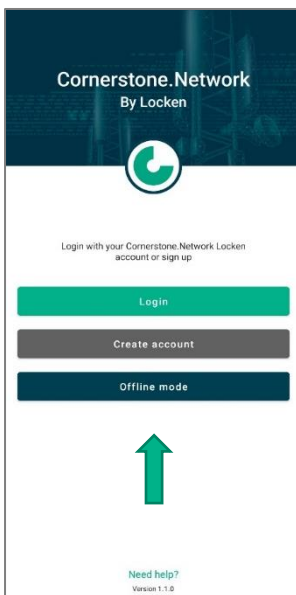 Cornerstone.Network
By Locken
Login with your Cornerstone.Network Locken
account or sign up
Login
Create account
Offline mode
Need help?
Version 1.1.0